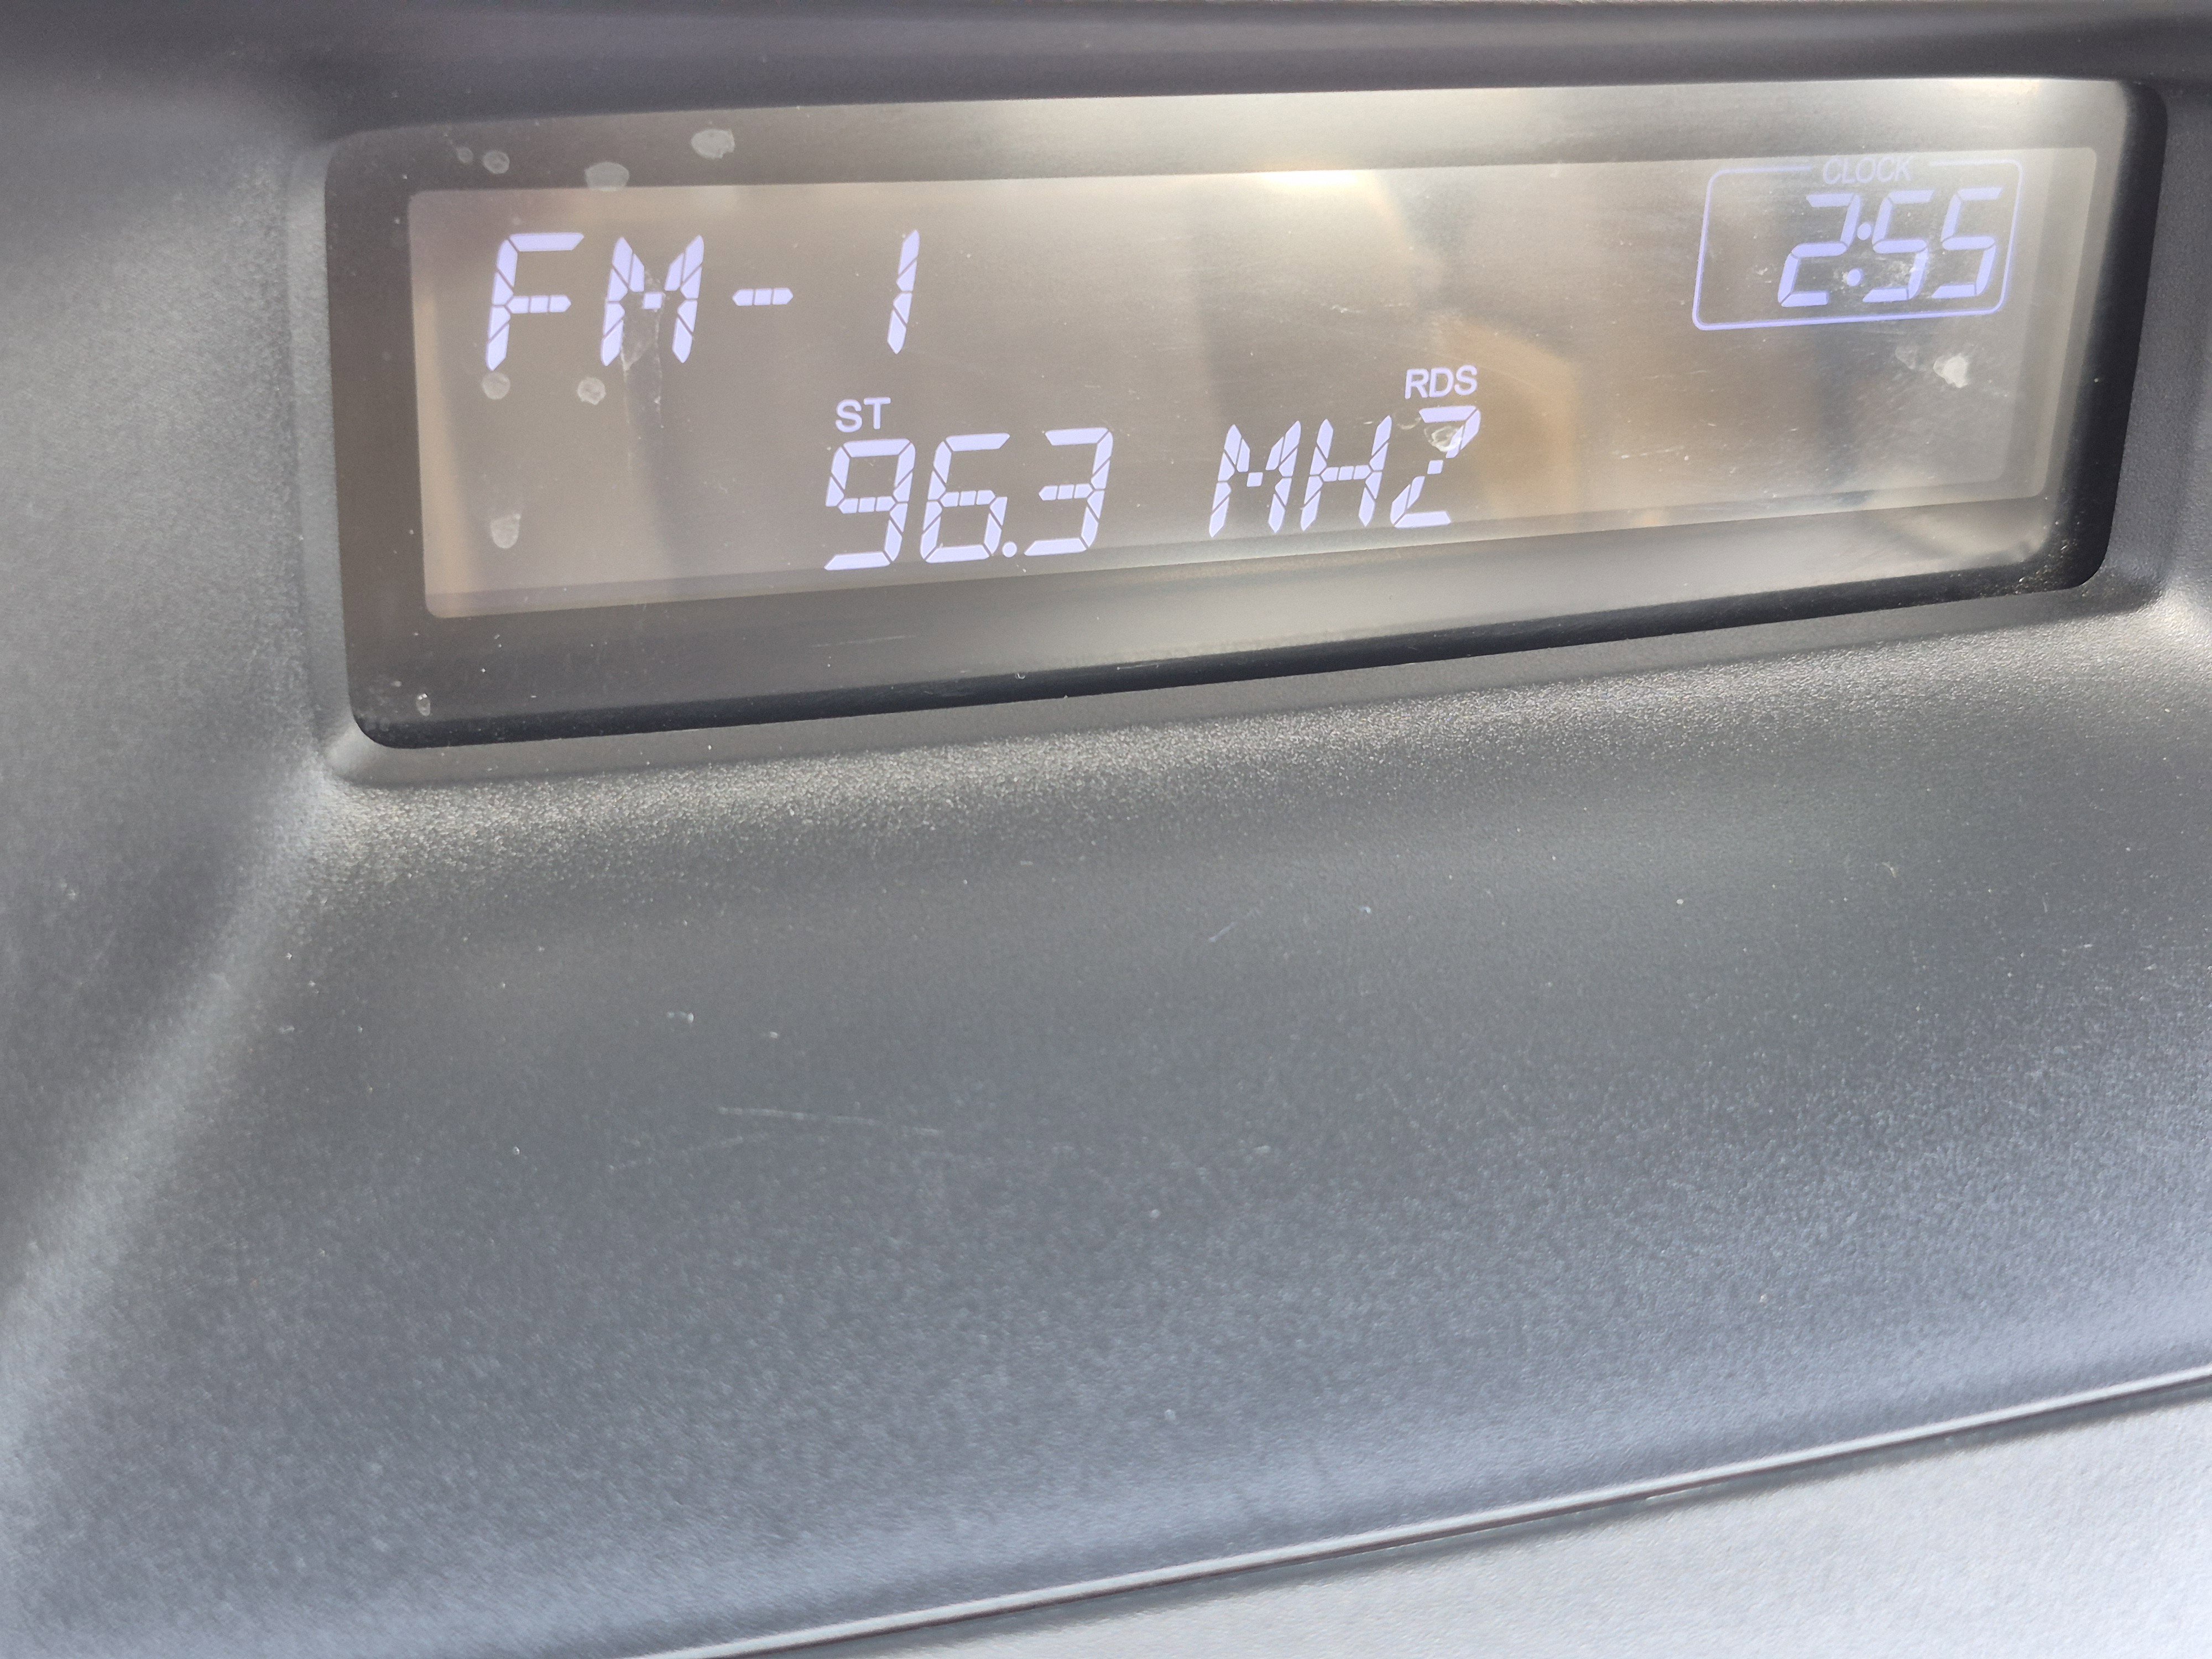 CLOCK
FM-1 2:55
ST RDS
96.3 MHZ